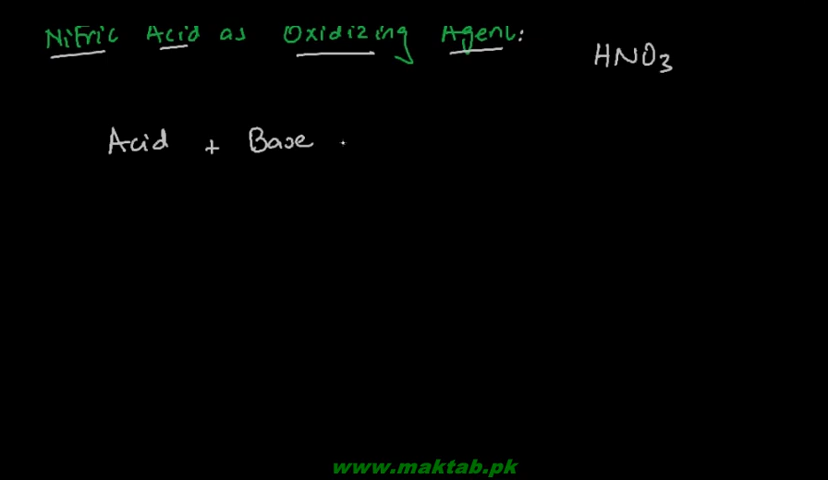 Nitric Acid as Oxidizing Agent:
HNO3
Acid + Base
www.maktab.pk